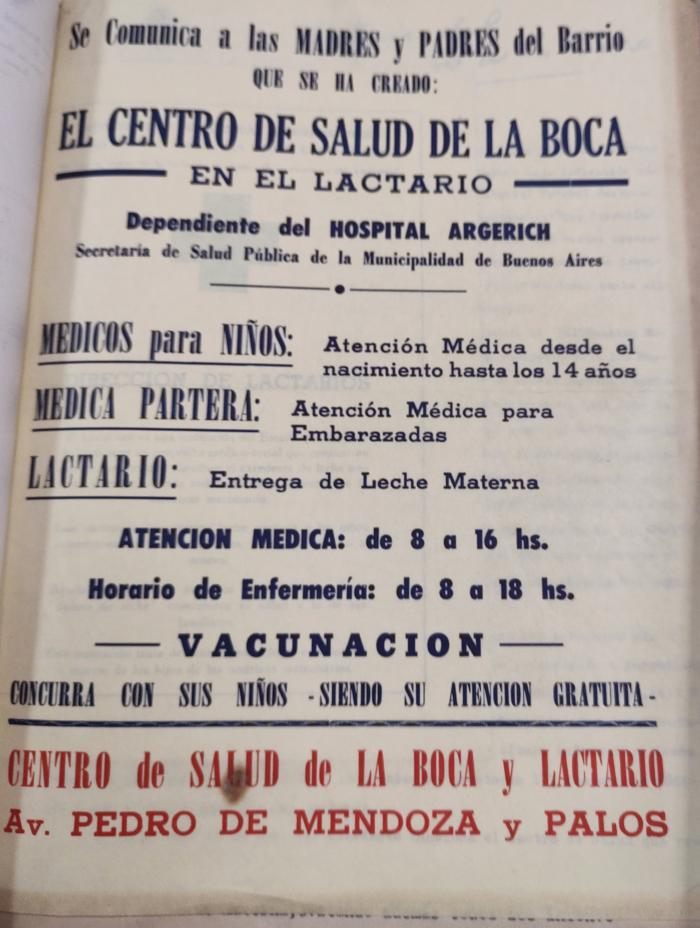 Se Comunica a las MADRES y PADRES del Barrio
QUE SE HA CREADO:
EL CENTRO DE SALUD DE LA BOCA
EN EL LACTARIO
Dependiente del HOSPITAL ARGERICH
Secretaría de Salud Pública de la Municipalidad de Buenos Aires
MEDICOS para NIÑOS: Atención Médica desde el
nacimiento hasta los 14 años
DIRECCION DE LACTARIOS
MEDICA PARTERA: Atención Médica para
Embarazadas
LACTARIO: Entrega de Leche Materna
ATENCION MEDICA: de 8 a 16 hs.
Horario de Enfermería: de 8 a 18 hs.
VACUNACION
CONCURRA CON SUS NIÑOS - SIENDO SU ATENCION GRATUITA -
CENTRO de SALUD de LA BOCA y LACTARIO
Av. PEDRO DE MENDOZA y PALOS